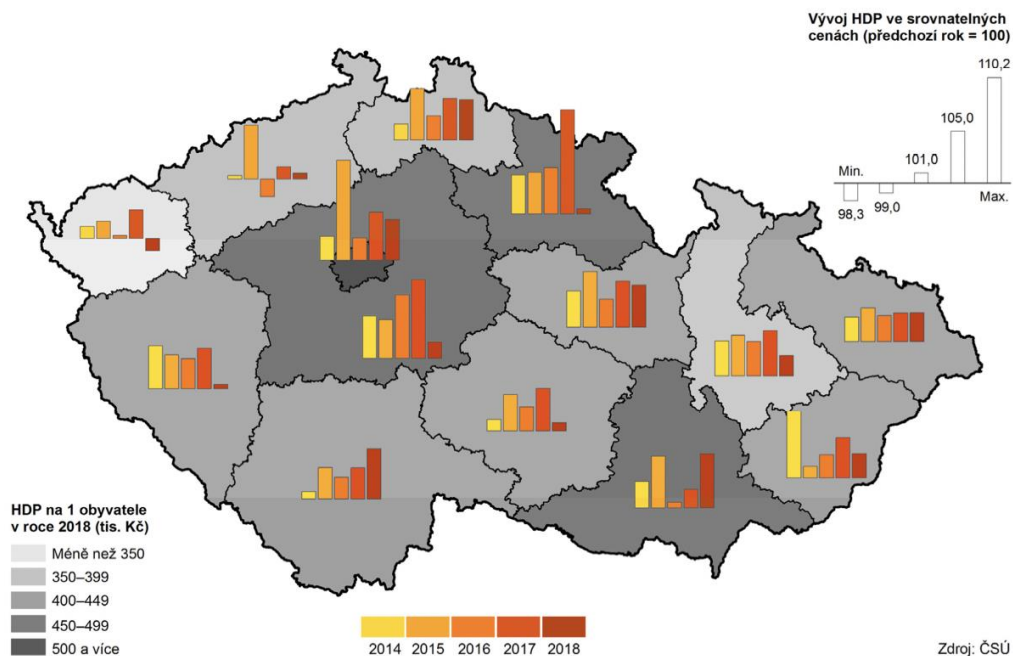 Vývoj HDP ve srovnatelných
cenách (předchozí rok = 100)
110,2
105,0
101,0
Min.
Max.
98,3
99,0
HDP na 1 obyvatele
v roce 2018 (tis. Kč)
Méně než 350
350–399
400–449
450–499
500 a více
2014 2015 2016 2017 2018
Zdroj: ČSÚ